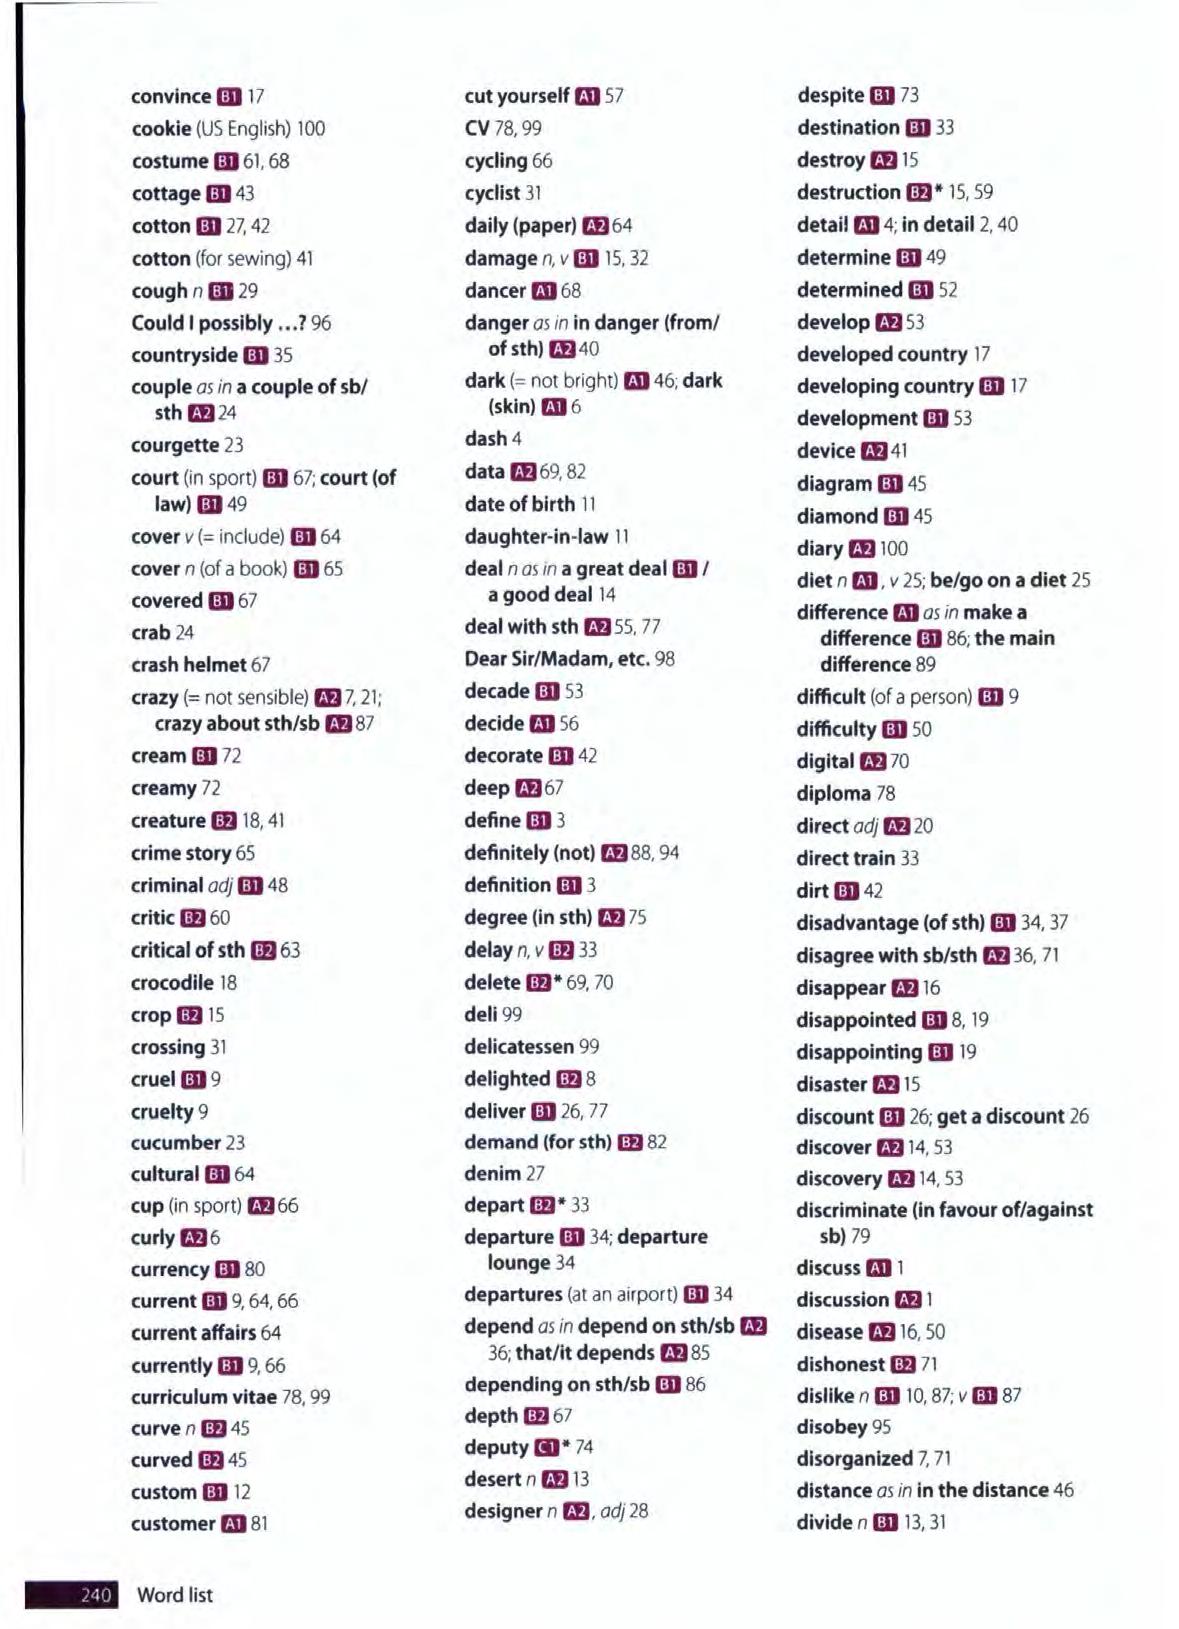 convince B1 17
cookie (US English) 100
costume B1 61, 68
cottage B1 43
cotton B1 27, 42
cotton (for sewing) 41
cough n B1 29
Could I possibly ...? 96
countryside B1 35
couple as in a couple of sb/
sth A2 24
courgette 23
court (in sport) B1 67; court (of
law) B1 49
cover v (= include) B1 64
cover n (of a book) B1 65
covered B1 67
crab 24
crash helmet 67
crazy (= not sensible) A2 7, 21;
crazy about sth/sb A2 87
cream B1 72
creamy 72
creature B2 18, 41
crime story 65
criminal adj B1 48
critic B2 60
critical of sth B2 63
crocodile 18
crop B2 15
crossing 31
cruel B1 9
cruelty 9
cucumber 23
cultural B1 64
cup (in sport) A2 66
curly A2 6
currency B1 80
current B1 9, 64, 66
current affairs 64
currently B1 9, 66
curriculum vitae 78, 99
curve n B2 45
curved B2 45
custom B1 12
customer A1 81
cut yourself A1 57
CV 78, 99
cycling 66
cyclist 31
daily (paper) A2 64
damage n, v B1 15, 32
dancer A1 68
danger as in in danger (from/
of sth) A2 40
dark (= not bright) A1 46; dark
(skin) A1 6
dash 4
data A2 69, 82
date of birth 11
daughter-in-law 11
deal n as in a great deal B1 /
a good deal 14
deal with sth A2 55, 77
Dear Sir/Madam, etc. 98
decade B1 53
decide A1 56
decorate B1 42
deep A2 67
define B1 3
definitely (not) A2 88, 94
definition B1 3
degree (in sth) A2 75
delay n, v B2 33
delete B2* 69, 70
deli 99
delicatessen 99
delighted B2 8
deliver B1 26, 77
demand (for sth) B2 82
denim 27
depart B2* 33
departure B1 34; departure
lounge 34
departures (at an airport) B1 34
depend as in depend on sth/sb A2
36; that/it depends A2 85
depending on sth/sb B1 86
depth B2 67
deputy C1* 74
desert n A2 13
designer n A2, adj 28
despite B1 73
destination B1 33
destroy A2 15
destruction B2* 15, 59
detail A1 4; in detail 2, 40
determine B1 49
determined B1 52
develop A2 53
developed country 17
developing country B1 17
development B1 53
device A2 41
diagram B1 45
diamond B1 45
diary A2 100
diet n A1, v 25; be/go on a diet 25
difference A1 as in make a
difference B1 86; the main
difference 89
difficult (of a person) B1 9
difficulty B1 50
digital A2 70
diploma 78
direct adj A2 20
direct train 33
dirt B1 42
disadvantage (of sth) B1 34, 37
disagree with sb/sth A2 36, 71
disappear A2 16
disappointed B1 8, 19
disappointing B1 19
disaster A2 15
discount B1 26; get a discount 26
discover A2 14, 53
discovery A2 14, 53
discriminate (in favour of/against
sb) 79
discuss A1 1
discussion A2 1
disease A2 16, 50
dishonest B2 71
dislike n B1 10, 87; v B1 87
disobey 95
disorganized 7, 71
distance as in in the distance 46
divide n B1 13, 31
240 Word list